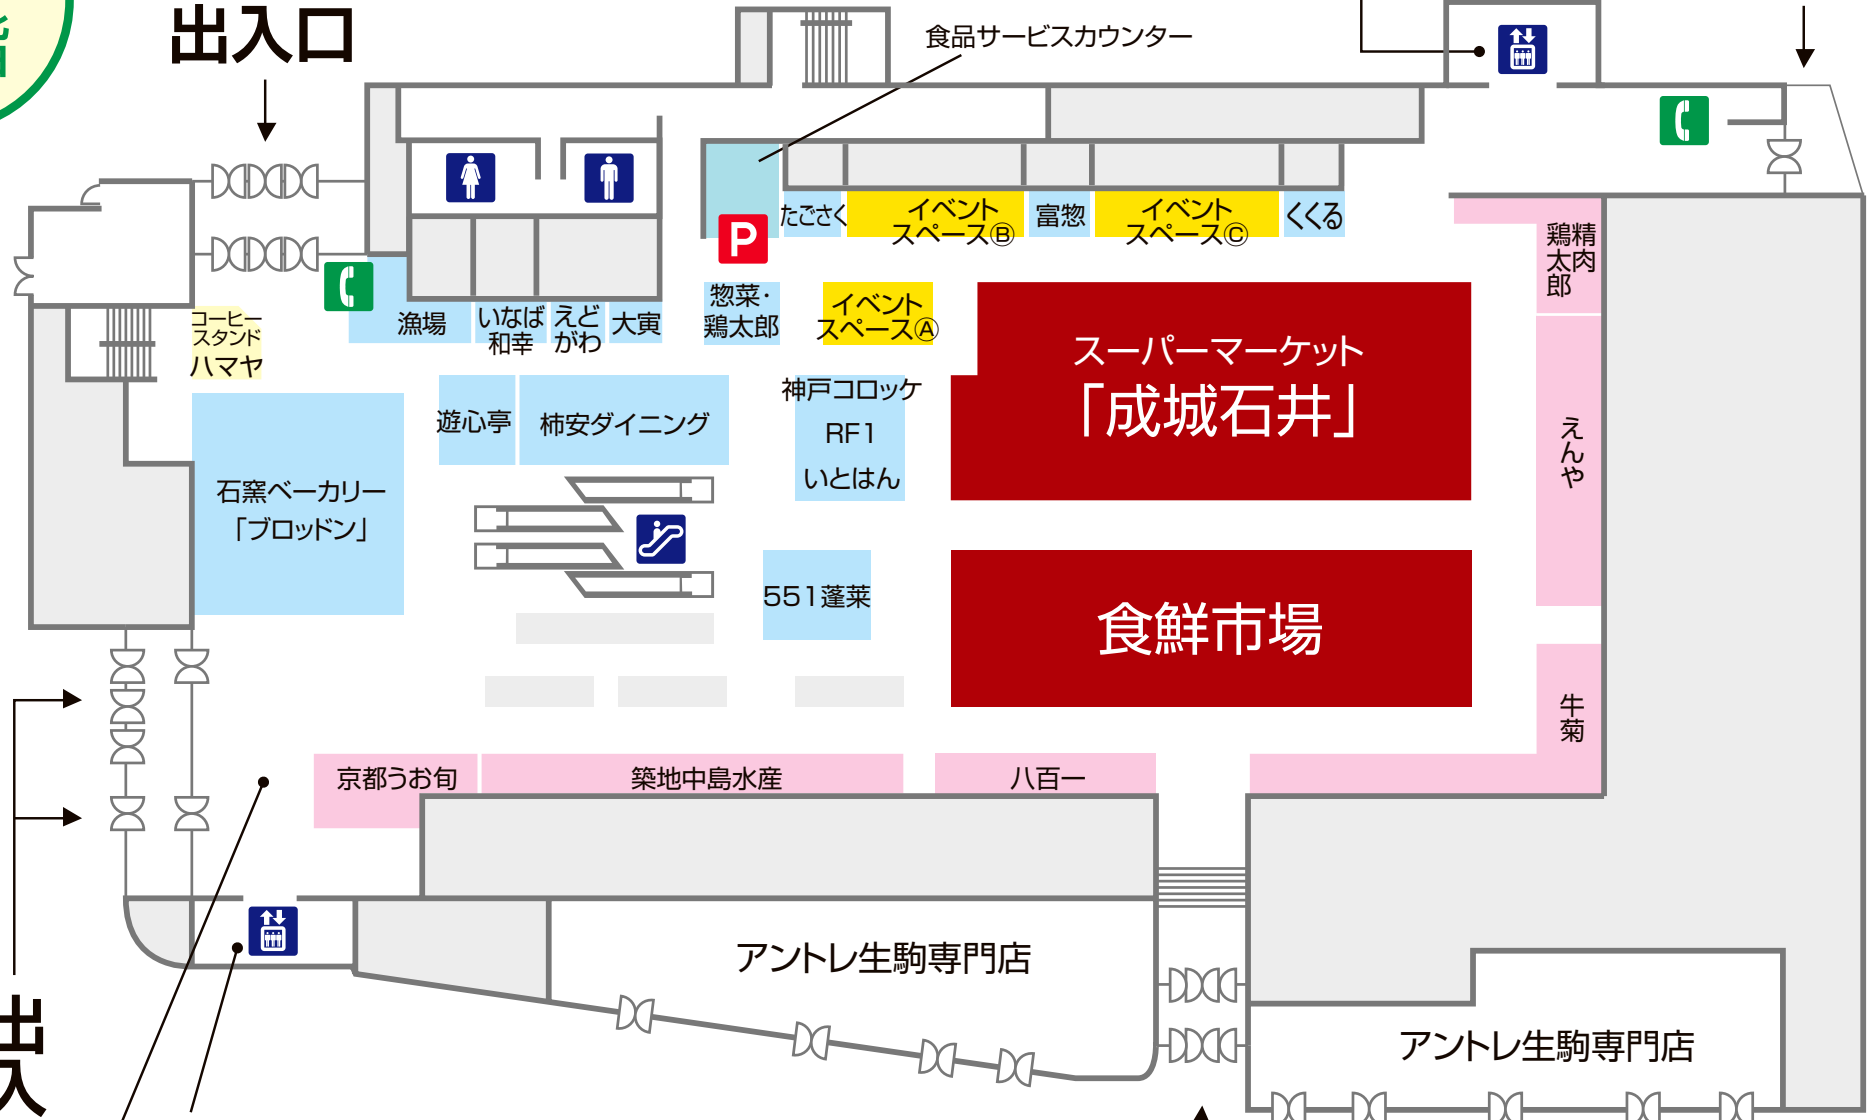 階
出入口
食品サービスカウンター
たごさく
イベント
スペースⒷ
富惣
イベント
スペースⒸ
くくる
P
精肉
鶏太郎
惣菜・
鶏太郎
イベント
スペースⒶ
コーヒー
スタンド
ハマヤ
漁場
いなば
和幸
えど
がわ
大寅
スーパーマーケット
「成城石井」
遊心亭
柿安ダイニング
神戸コロッケ
RF1
いとはん
えんや
石窯ベーカリー
「ブロッドン」
551蓬莱
食鮮市場
牛菊
京都うお旬
築地中島水産
八百一
アントレ生駒専門店
アントレ生駒専門店
出入